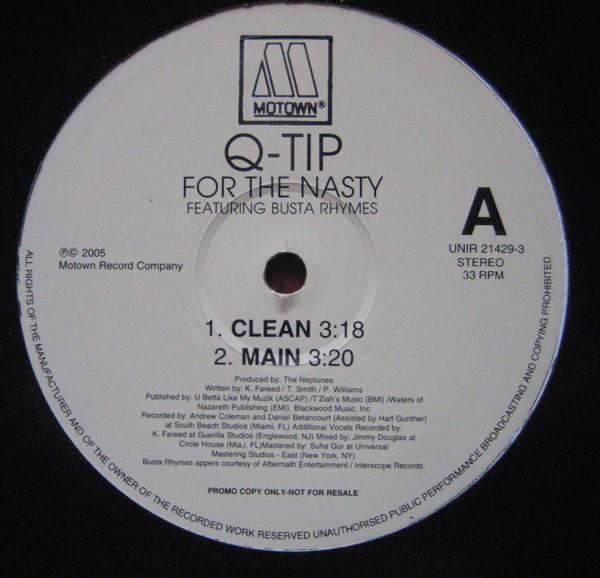 MOTOWN®
Q-TIP
FOR THE NASTY
FEATURING BUSTA RHYMES
A
UNIR 21429-3
STEREO
33 RPM
℗© 2005
Motown Record Company
1. CLEAN 3:18
2. MAIN 3:20
Produced by: The Neptunes
Written by: K. Fareed / T. Smith / P. Williams
Published by: U Betta Like My Muzik (ASCAP) /T'Ziah's Music (BMI) /Waters of
Nazareth Publishing (EMI), Blackwood Music, Inc
Recorded by: Andrew Coleman and Daniel Betancourt (Assisted by Hart Gunther)
at South Beach Studios (Miami, FL) Additional Vocals Recorded by:
K. Fareed at Guerilla Studios (Englewood, NJ) Mixed by: Jimmy Douglas at
Circle House (Mia,i, FL)Mastered by: Suha Gur at Universal
Mastering Studios - East (New York, NY)
Busta Rhymes appers courtesy of Aftermath Entertainment / Interscope Records.
PROMO COPY ONLY-NOT FOR RESALE
ALL RIGHTS OF THE MANUFACTURER AND OF THE OWNER OF THE RECORDED WORK RESERVED UNAUTHORISED PUBLIC PERFORMANCE BROADCASTING AND COPYING PROHIBITED.